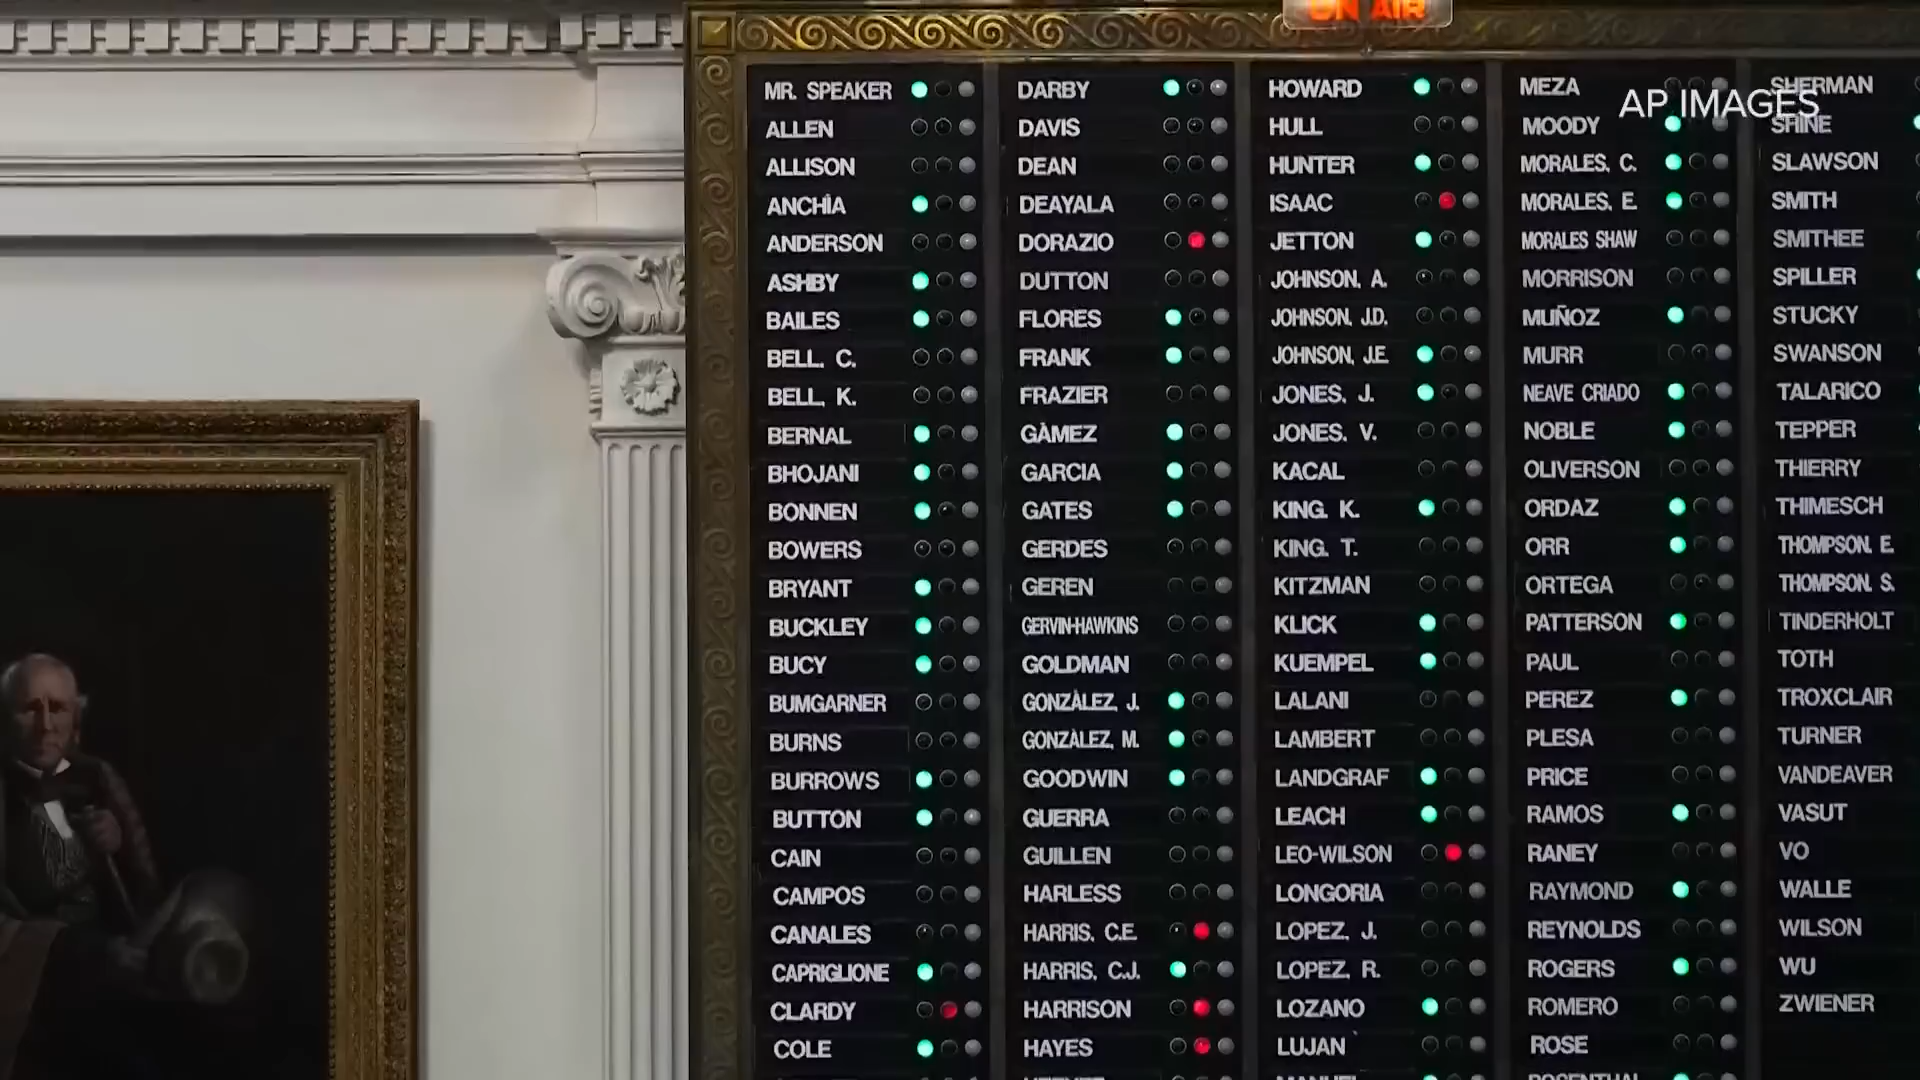 ON AIR
AP IMAGES
MR. SPEAKER
ALLEN
ALLISON
ANCHÌA
ANDERSON
ASHBY
BAILES
BELL, C.
BELL, K.
BERNAL
BHOJANI
BONNEN
BOWERS
BRYANT
BUCKLEY
BUCY
BUMGARNER
BURNS
BURROWS
BUTTON
CAIN
CAMPOS
CANALES
CAPRIGLIONE
CLARDY
COLE
DARBY
DAVIS
DEAN
DEAYALA
DORAZIO
DUTTON
FLORES
FRANK
FRAZIER
GÀMEZ
GARCIA
GATES
GERDES
GEREN
GERVIN-HAWKINS
GOLDMAN
GONZÀLEZ, J.
GONZÀLEZ, M.
GOODWIN
GUERRA
GUILLEN
HARLESS
HARRIS, C.E.
HARRIS, C.J.
HARRISON
HAYES
HOWARD
HULL
HUNTER
ISAAC
JETTON
JOHNSON, A.
JOHNSON, J.D.
JOHNSON, J.E.
JONES, J.
JONES, V.
KACAL
KING, K.
KING, T.
KITZMAN
KLICK
KUEMPEL
LALANI
LAMBERT
LANDGRAF
LEACH
LEO-WILSON
LONGORIA
LOPEZ, J.
LOPEZ, R.
LOZANO
LUJAN
MANUEL
MEZA
MOODY
MORALES, C.
MORALES, E.
MORALES SHAW
MORRISON
MUÑOZ
MURR
NEAVE CRIADO
NOBLE
OLIVERSON
ORDAZ
ORR
ORTEGA
PATTERSON
PAUL
PEREZ
PLESA
PRICE
RAMOS
RANEY
RAYMOND
REYNOLDS
ROGERS
ROMERO
ROSE
ROSENTHAL
SHERMAN
SHINE
SLAWSON
SMITH
SMITHEE
SPILLER
STUCKY
SWANSON
TALARICO
TEPPER
THIERRY
THIMESCH
THOMPSON, E.
THOMPSON, S.
TINDERHOLT
TOTH
TROXCLAIR
TURNER
VANDEAVER
VASUT
VO
WALLE
WILSON
WU
ZWIENER